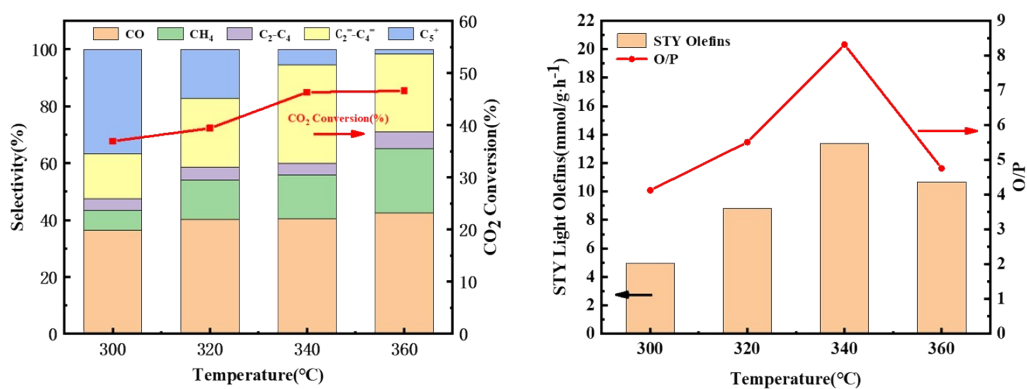 CO CH₄ C₂-C₄ C₂⁼-C₄⁼ C₅⁺
100
80
60
40
20
0
Selectivity(%)
CO₂ Conversion(%)
60
50
40
30
20
10
0
CO₂ Conversion(%)
300 320 340 360
Temperature(°C)
STY Olefins
O/P
22
20
18
16
14
12
10
8
6
4
2
0
STY Light Olefins(mmol/g·h⁻¹)
9
8
7
6
5
4
3
2
1
0
O/P
300 320 340 360
Temperature(°C)